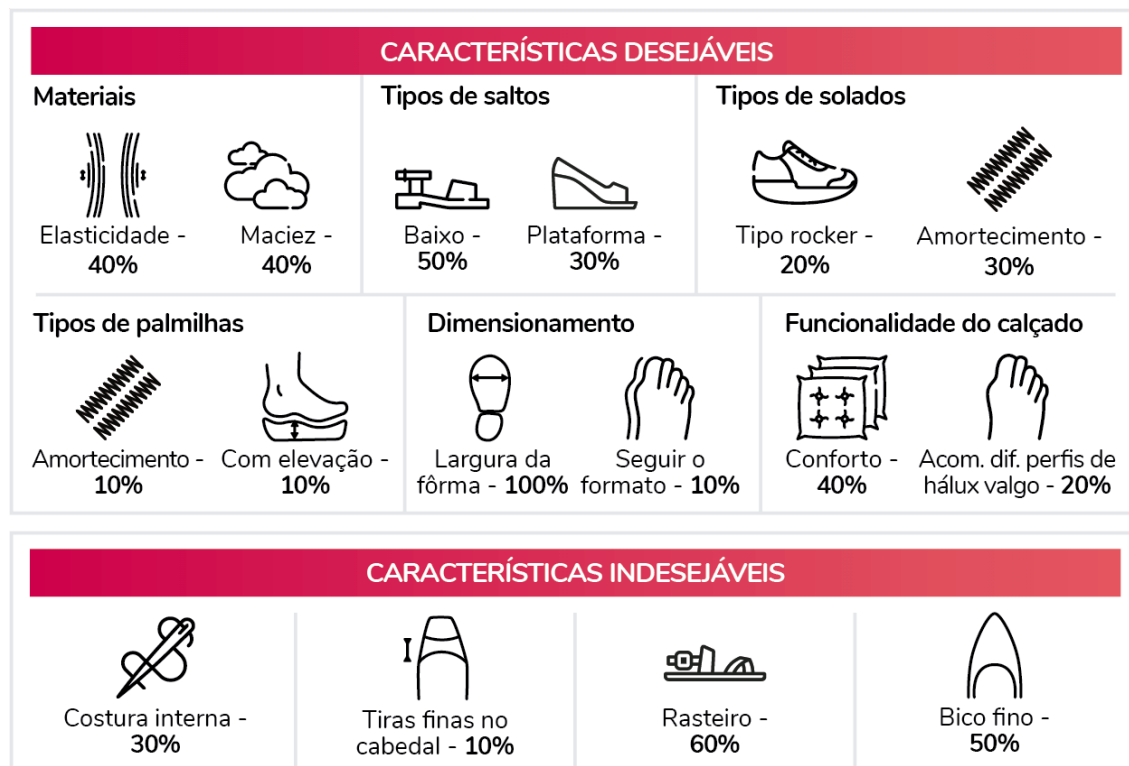 CARACTERÍSTICAS DESEJÁVEIS
Materiais
Elasticidade -
40%
Maciez -
40%
Tipos de saltos
Baixo -
50%
Plataforma -
30%
Tipos de solados
Tipo rocker -
20%
Amortecimento -
30%
Tipos de palmilhas
Amortecimento -
10%
Com elevação -
10%
Dimensionamento
Largura da
fôrma - 100%
Seguir o
formato - 10%
Funcionalidade do calçado
Conforto -
40%
Acom. dif. perfis de
hálux valgo - 20%
CARACTERÍSTICAS INDESEJÁVEIS
Costura interna -
30%
Tiras finas no
cabedal - 10%
Rasteiro -
60%
Bico fino -
50%